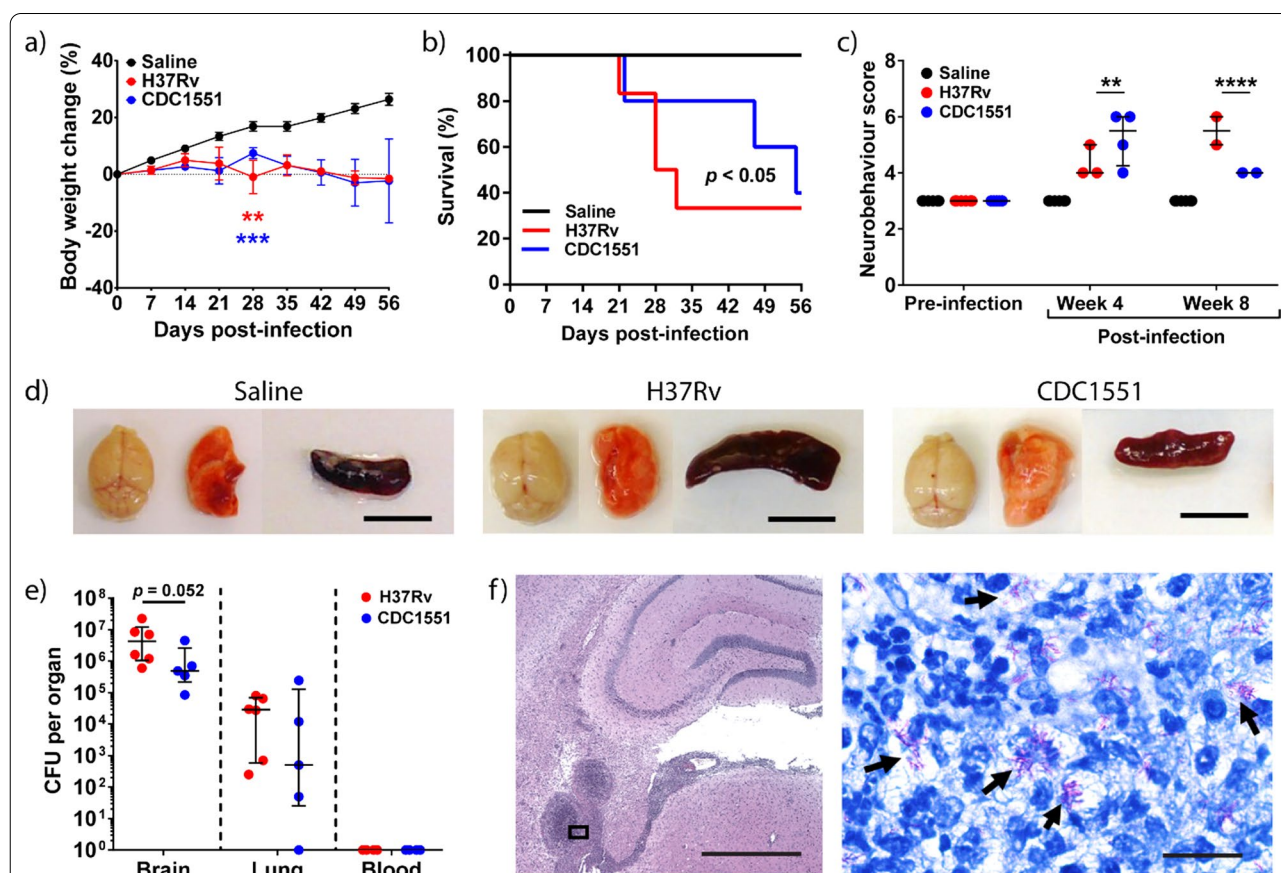 a)
Saline
H37Rv
CDC1551
Body weight change (%)
40
20
0
-20
-40
**
***
0 7 14 21 28 35 42 49 56
Days post-infection
b)
Survival (%)
100
80
60
40
20
0
p < 0.05
Saline
H37Rv
CDC1551
0 7 14 21 28 35 42 49 56
Days post-infection
c)
Saline
H37Rv
CDC1551
Neurobehaviour score
8
6
4
2
0
**
****
Pre-infection Week 4 Week 8
Post-infection
d)
Saline H37Rv CDC1551
e)
p = 0.052
H37Rv
CDC1551
CFU per organ
10⁸
10⁷
10⁶
10⁵
10⁴
10³
10²
10¹
10⁰
Brain Lung Blood
f)